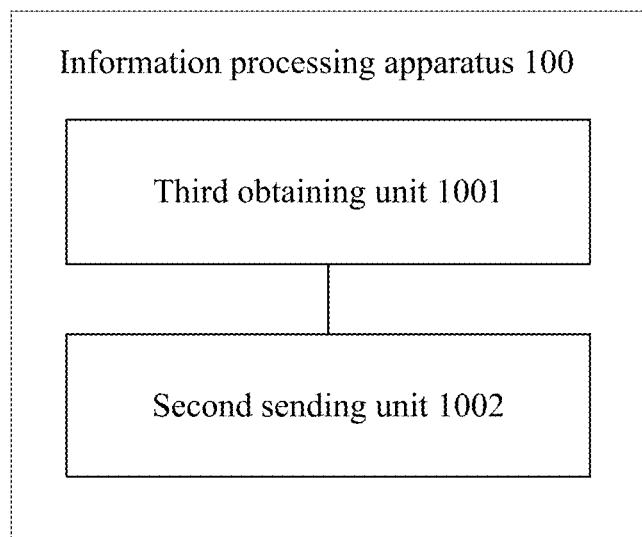 Information processing apparatus 100
Third obtaining unit 1001
Second sending unit 1002